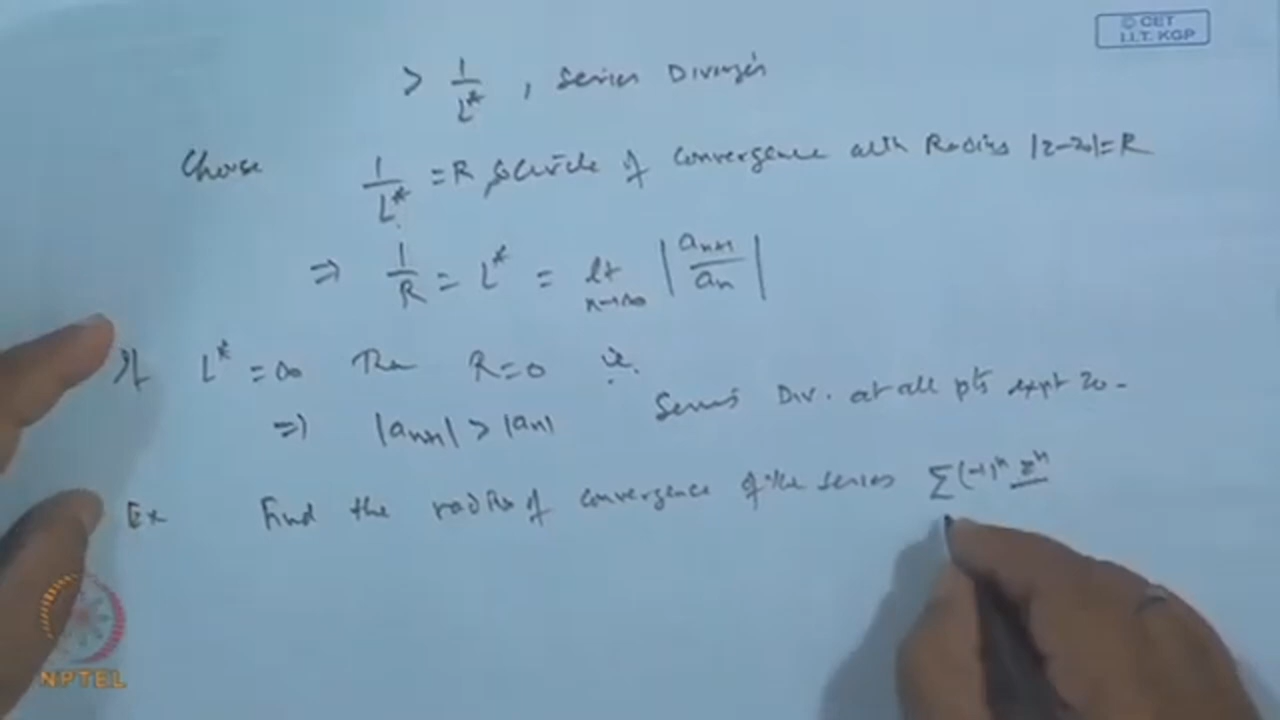 © CET
I.I.T. KGP
> 1/L* , Series Diverges
Choose 1/L* = R circle of convergence with Radius |z-z0|=R
⇒ 1/R = L* = lt n→∞ |an+1/an|
If L* = ∞ Then R=0 i.e.
⇒ |an+1| > |an| Series Div. at all pts expt z0 -
Ex Find the radius of convergence of the series Σ(-1)^n z^n
NPTEL